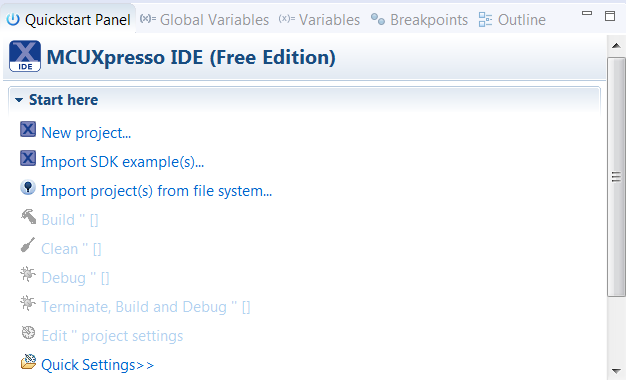 Quickstart Panel (x)= Global Variables (x)= Variables Breakpoints Outline
X IDE MCUXpresso IDE (Free Edition)
Start here
X New project...
X Import SDK example(s)...
Import project(s) from file system...
Build '' []
Clean '' []
Debug '' []
Terminate, Build and Debug '' []
Edit '' project settings
Quick Settings>>